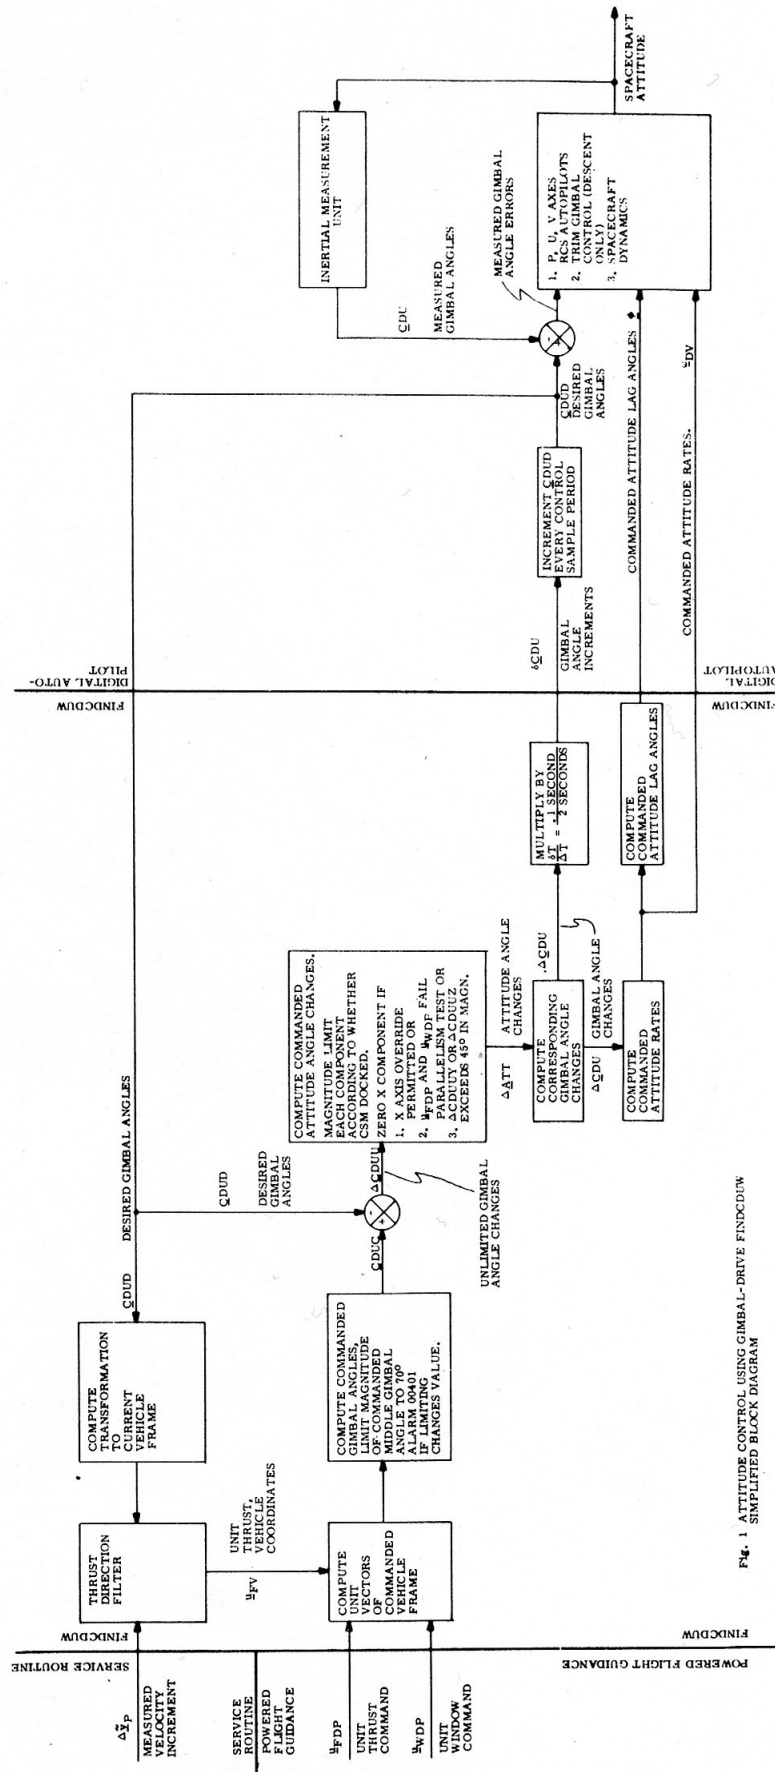 SERVICE ROUTINE
FINDCDUW
FINDCDUW
DIGITAL AUTO-
PILOT
ΔṼP
MEASURED
VELOCITY
INCREMENT
SERVICE
ROUTINE
POWERED
FLIGHT
GUIDANCE
uFDP
UNIT
THRUST
COMMAND
uWDP
UNIT
WINDOW
COMMAND
THRUST
DIRECTION
FILTER
COMPUTE
TRANSFORMATION
TO
CURRENT
VEHICLE
FRAME
CDUD
DESIRED GIMBAL ANGLES
uFV
UNIT
THRUST,
VEHICLE
COORDINATES
COMPUTE
UNIT
VECTORS
OF
COMMANDED
VEHICLE
FRAME
COMPUTE COMMANDED
GIMBAL ANGLES,
LIMIT MAGNITUDE
OF COMMANDED
MIDDLE GIMBAL
ANGLE TO 70°
ALARM 00401
IF LIMITING
CHANGES VALUE.
CDUC
+
-
CDUD
DESIRED
GIMBAL
ANGLES
ΔCDUU
UNLIMITED GIMBAL
ANGLE CHANGES
COMPUTE COMMANDED
ATTITUDE ANGLE CHANGES.
MAGNITUDE LIMIT
EACH COMPONENT
ACCORDING TO WHETHER
CSM DOCKED.
ZERO X COMPONENT IF
1. X AXIS OVERRIDE
PERMITTED OR
2. uFDP AND uWDP FAIL
PARALLELISM TEST OR
3. ΔCDUUY OR ΔCDUUZ
EXCEEDS 45° IN MAGN.
ΔATT
ATTITUDE ANGLE
CHANGES
COMPUTE
CORRESPONDING
GIMBAL ANGLE
CHANGES
ΔCDU
ΔCDU
GIMBAL ANGLE
CHANGES
COMPUTE
COMMANDED
ATTITUDE RATES
MULTIPLY BY
δT/ΔT = .1 SECOND/2 SECONDS
COMPUTE
COMMANDED
ATTITUDE LAG ANGLES
δCDU
GIMBAL
ANGLE
INCREMENTS
INCREMENT CDUD
EVERY CONTROL
SAMPLE PERIOD
CDUD
DESIRED
GIMBAL
ANGLES
+
-
CDU
MEASURED
GIMBAL ANGLES
INERTIAL MEASUREMENT
UNIT
MEASURED GIMBAL
ANGLE ERRORS
1. P, U, V AXES
RCS AUTOPILOTS
2. TRIM GIMBAL
CONTROL (DESCENT
ONLY)
3. SPACECRAFT
DYNAMICS
SPACECRAFT
ATTITUDE
COMMANDED ATTITUDE LAG ANGLES
COMMANDED ATTITUDE RATES.
ωDV
POWERED FLIGHT GUIDANCE
FINDCDUW
FINDCDUW
DIGITAL
AUTOPILOT
Fig. 1 ATTITUDE CONTROL USING GIMBAL-DRIVE FINDCDUW
SIMPLIFIED BLOCK DIAGRAM